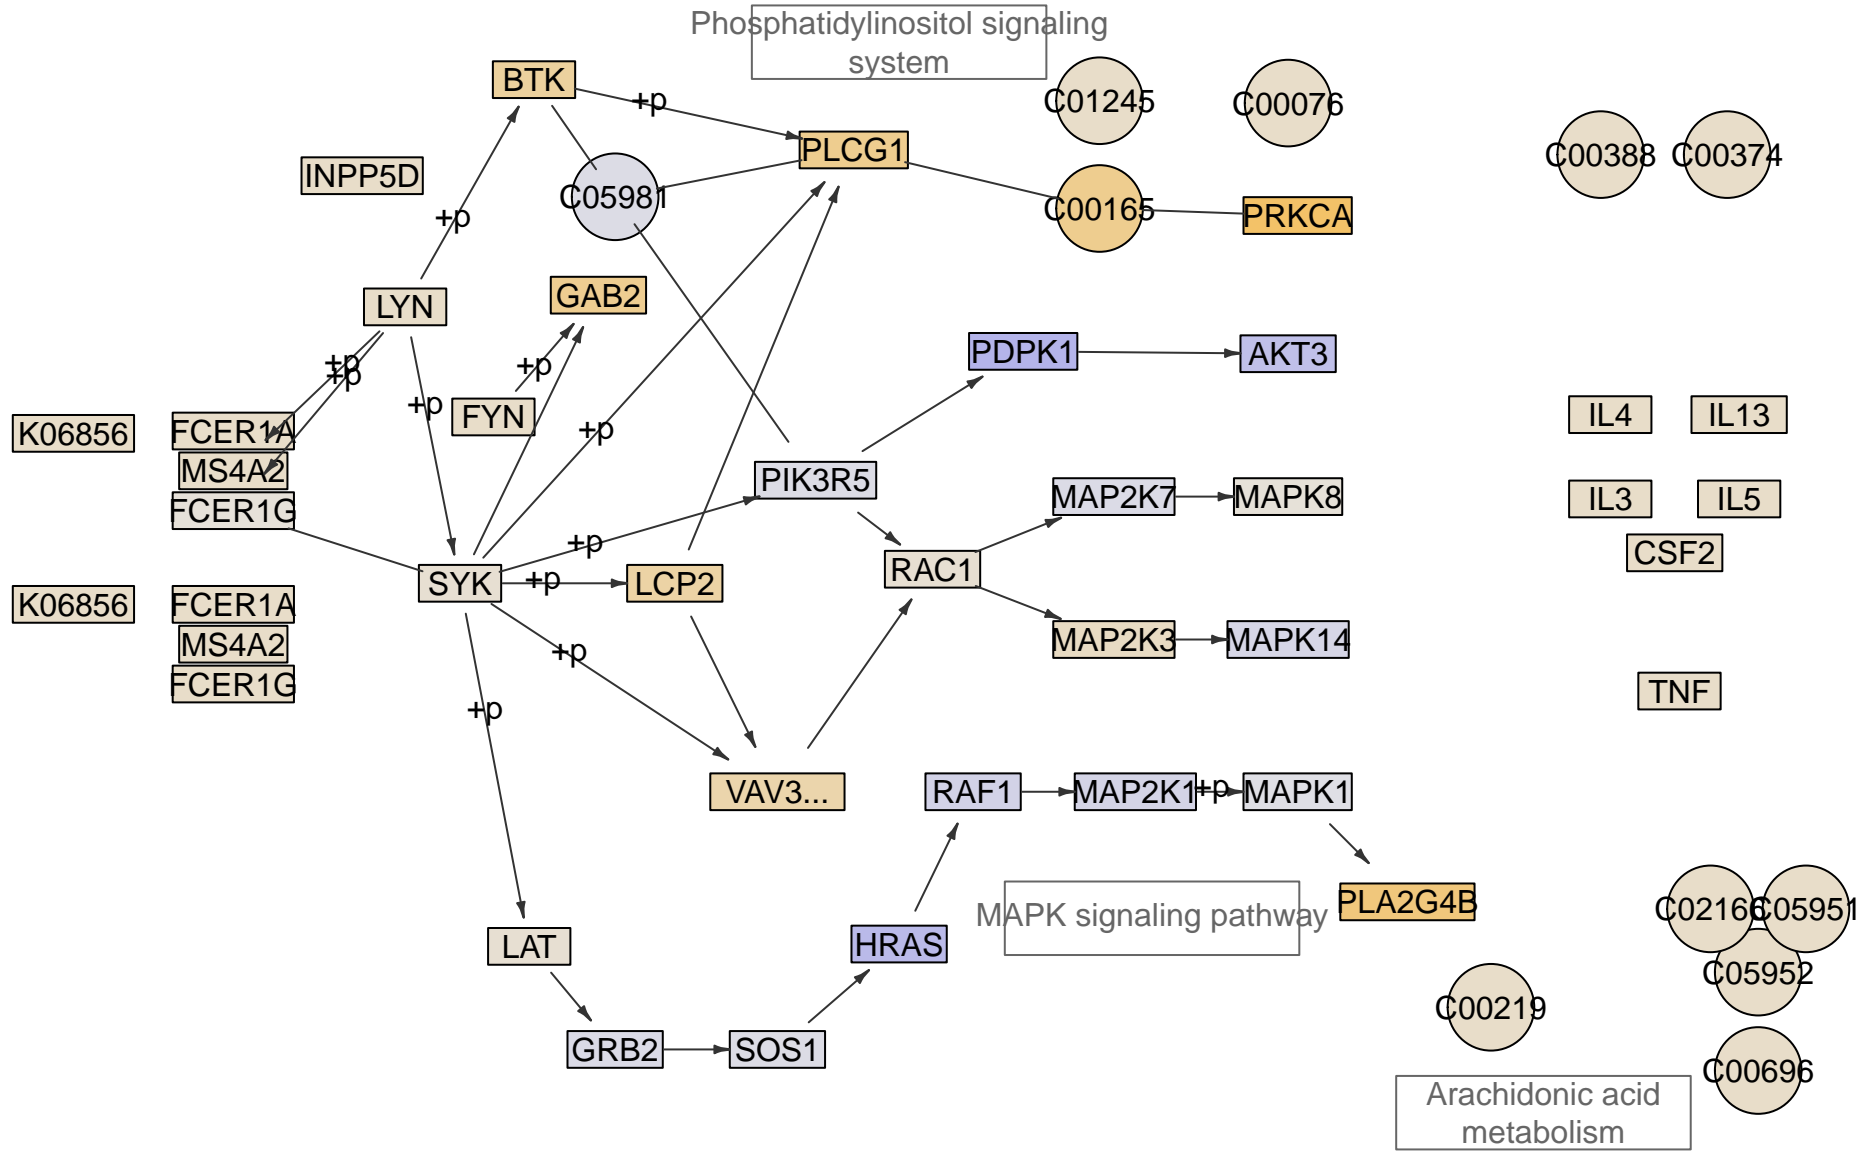 Phosphatidylinositol signaling
system
BTK
+p
C01245
C00076
PLCG1
C00388
C00374
INPP5D
C05981
+p
C00165
PRKCA
LYN
GAB2
+p
+p
+p
PDPK1
AKT3
+p
FYN
K06856
FCER1A
+p
IL4
IL13
MS4A2
PIK3R5
FCER1G
MAP2K7
MAPK8
IL3
IL5
+p
CSF2
SYK
+p
LCP2
RAC1
K06856
FCER1A
MS4A2
+p
MAP2K3
MAPK14
FCER1G
TNF
+p
VAV3...
RAF1
MAP2K1
+p
MAPK1
MAPK signaling pathway
PLA2G4B
C02166
C05951
LAT
HRAS
C05952
C00219
GRB2
SOS1
C00696
Arachidonic acid
metabolism